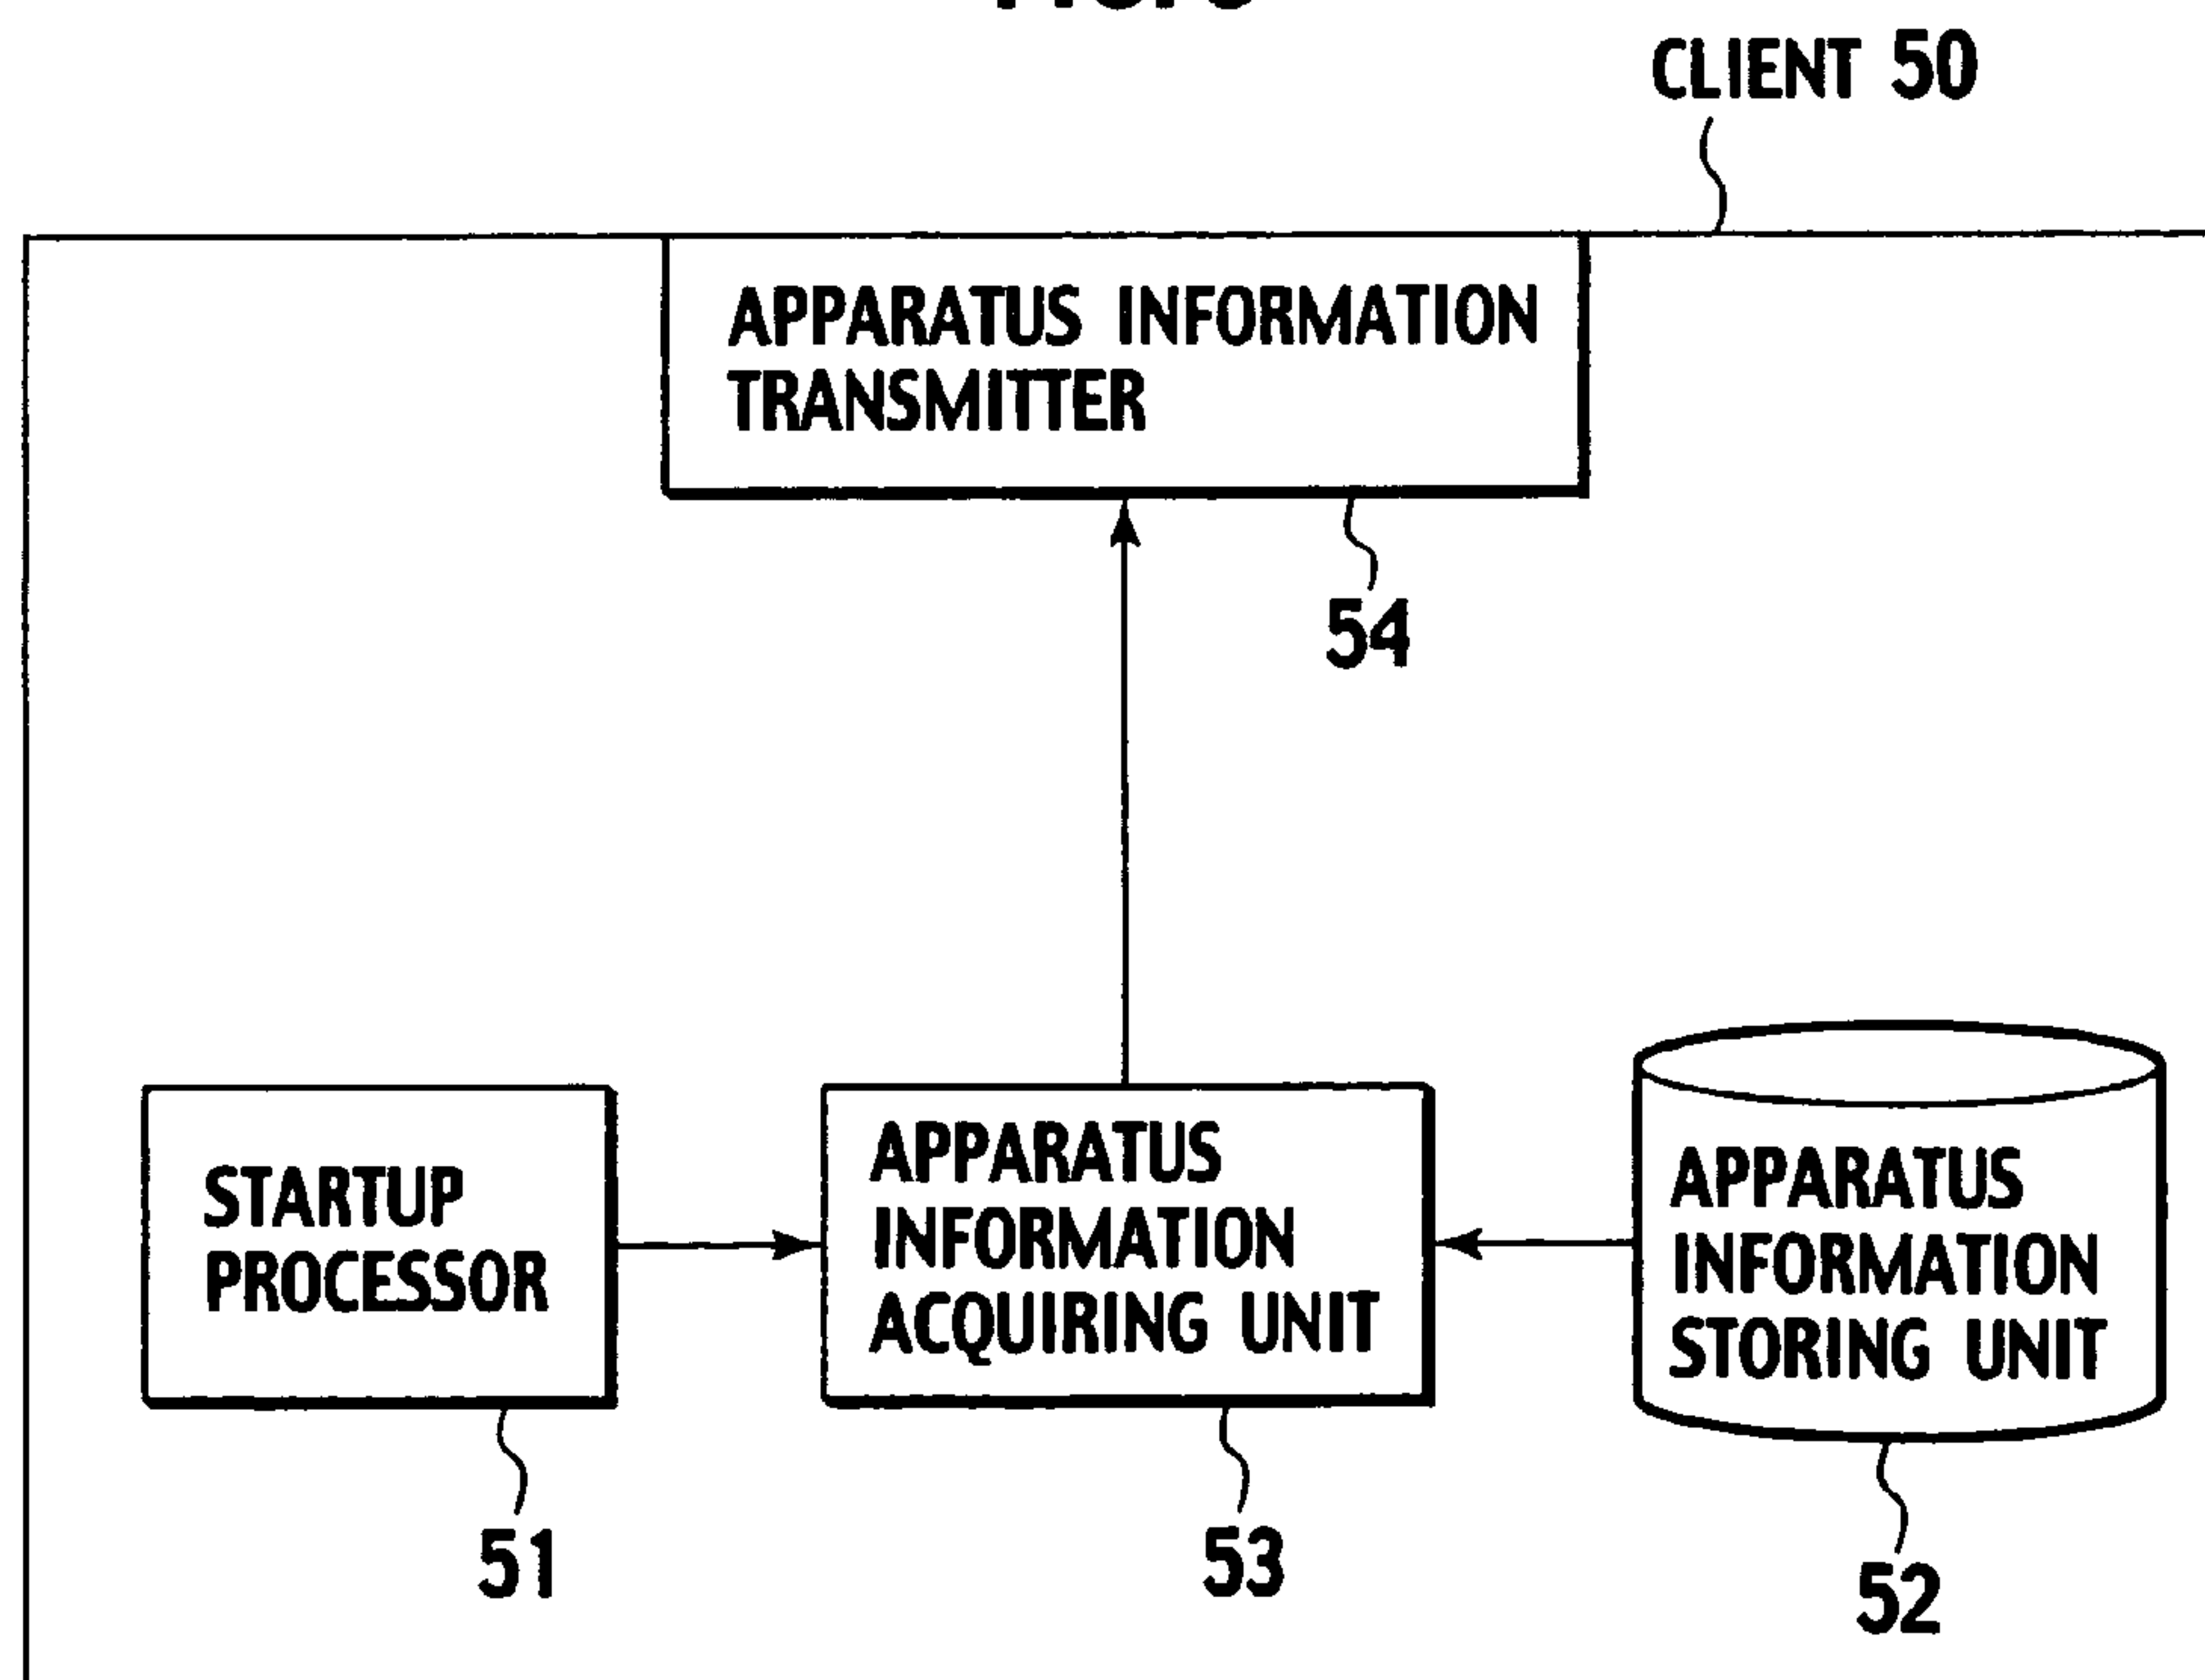 CLIENT 50
APPARATUS INFORMATION
TRANSMITTER
54
STARTUP
PROCESSOR
APPARATUS
INFORMATION
ACQUIRING UNIT
APPARATUS
INFORMATION
STORING UNIT
51
53
52